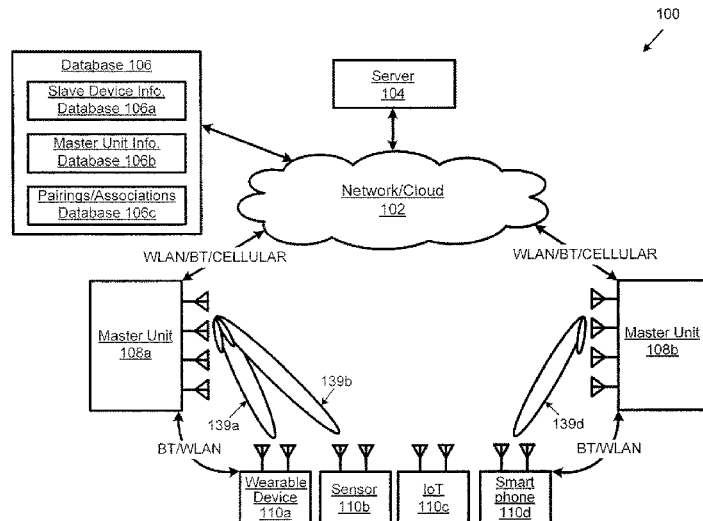 100
Database 106
Slave Device Info.
Database 106a
Master Unit Info.
Database 106b
Pairings/Associations
Database 106c
Server
104
Network/Cloud
102
WLAN/BT/CELLULAR
WLAN/BT/CELLULAR
Master Unit
108a
Master Unit
108b
139a
139b
139d
BT/WLAN
BT/WLAN
Wearable
Device
110a
Sensor
110b
IoT
110c
Smart
phone
110d